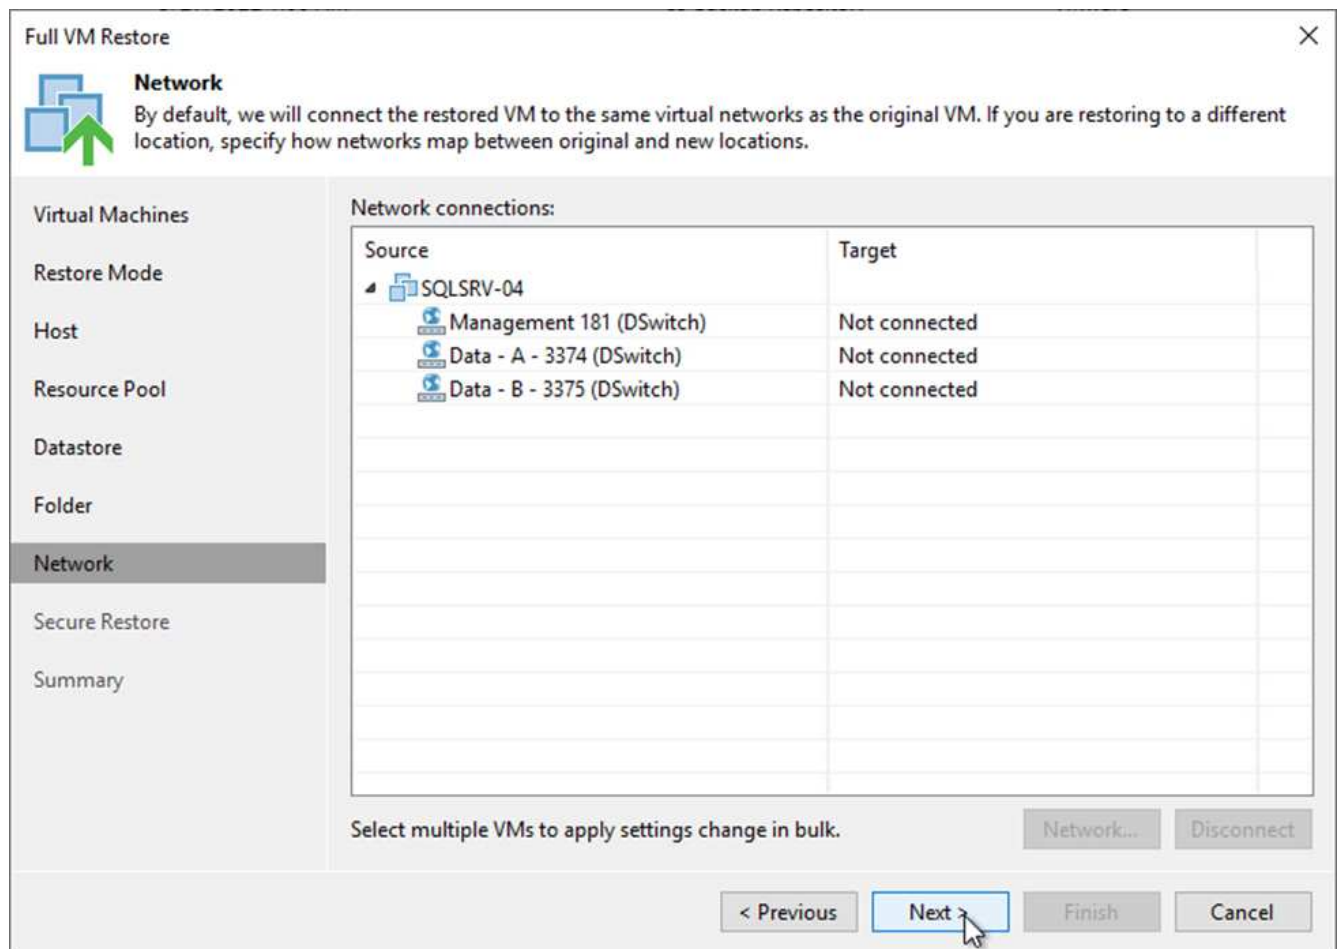 Full VM Restore
Network
By default, we will connect the restored VM to the same virtual networks as the original VM. If you are restoring to a different
location, specify how networks map between original and new locations.
Virtual Machines
Restore Mode
Host
Resource Pool
Datastore
Folder
Network
Secure Restore
Summary
Network connections:
Source Target
SQLSRV-04
Management 181 (DSwitch) Not connected
Data - A - 3374 (DSwitch) Not connected
Data - B - 3375 (DSwitch) Not connected
Select multiple VMs to apply settings change in bulk. Network... Disconnect
< Previous Next > Finish Cancel